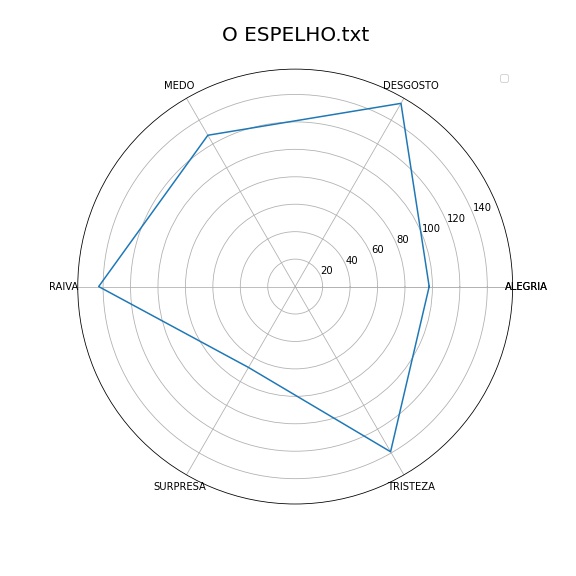 O ESPELHO.txt
MEDO
DESGOSTO
140
120
100
80
60
40
20
RAIVA
ALEGRIA
SURPRESA
TRISTEZA